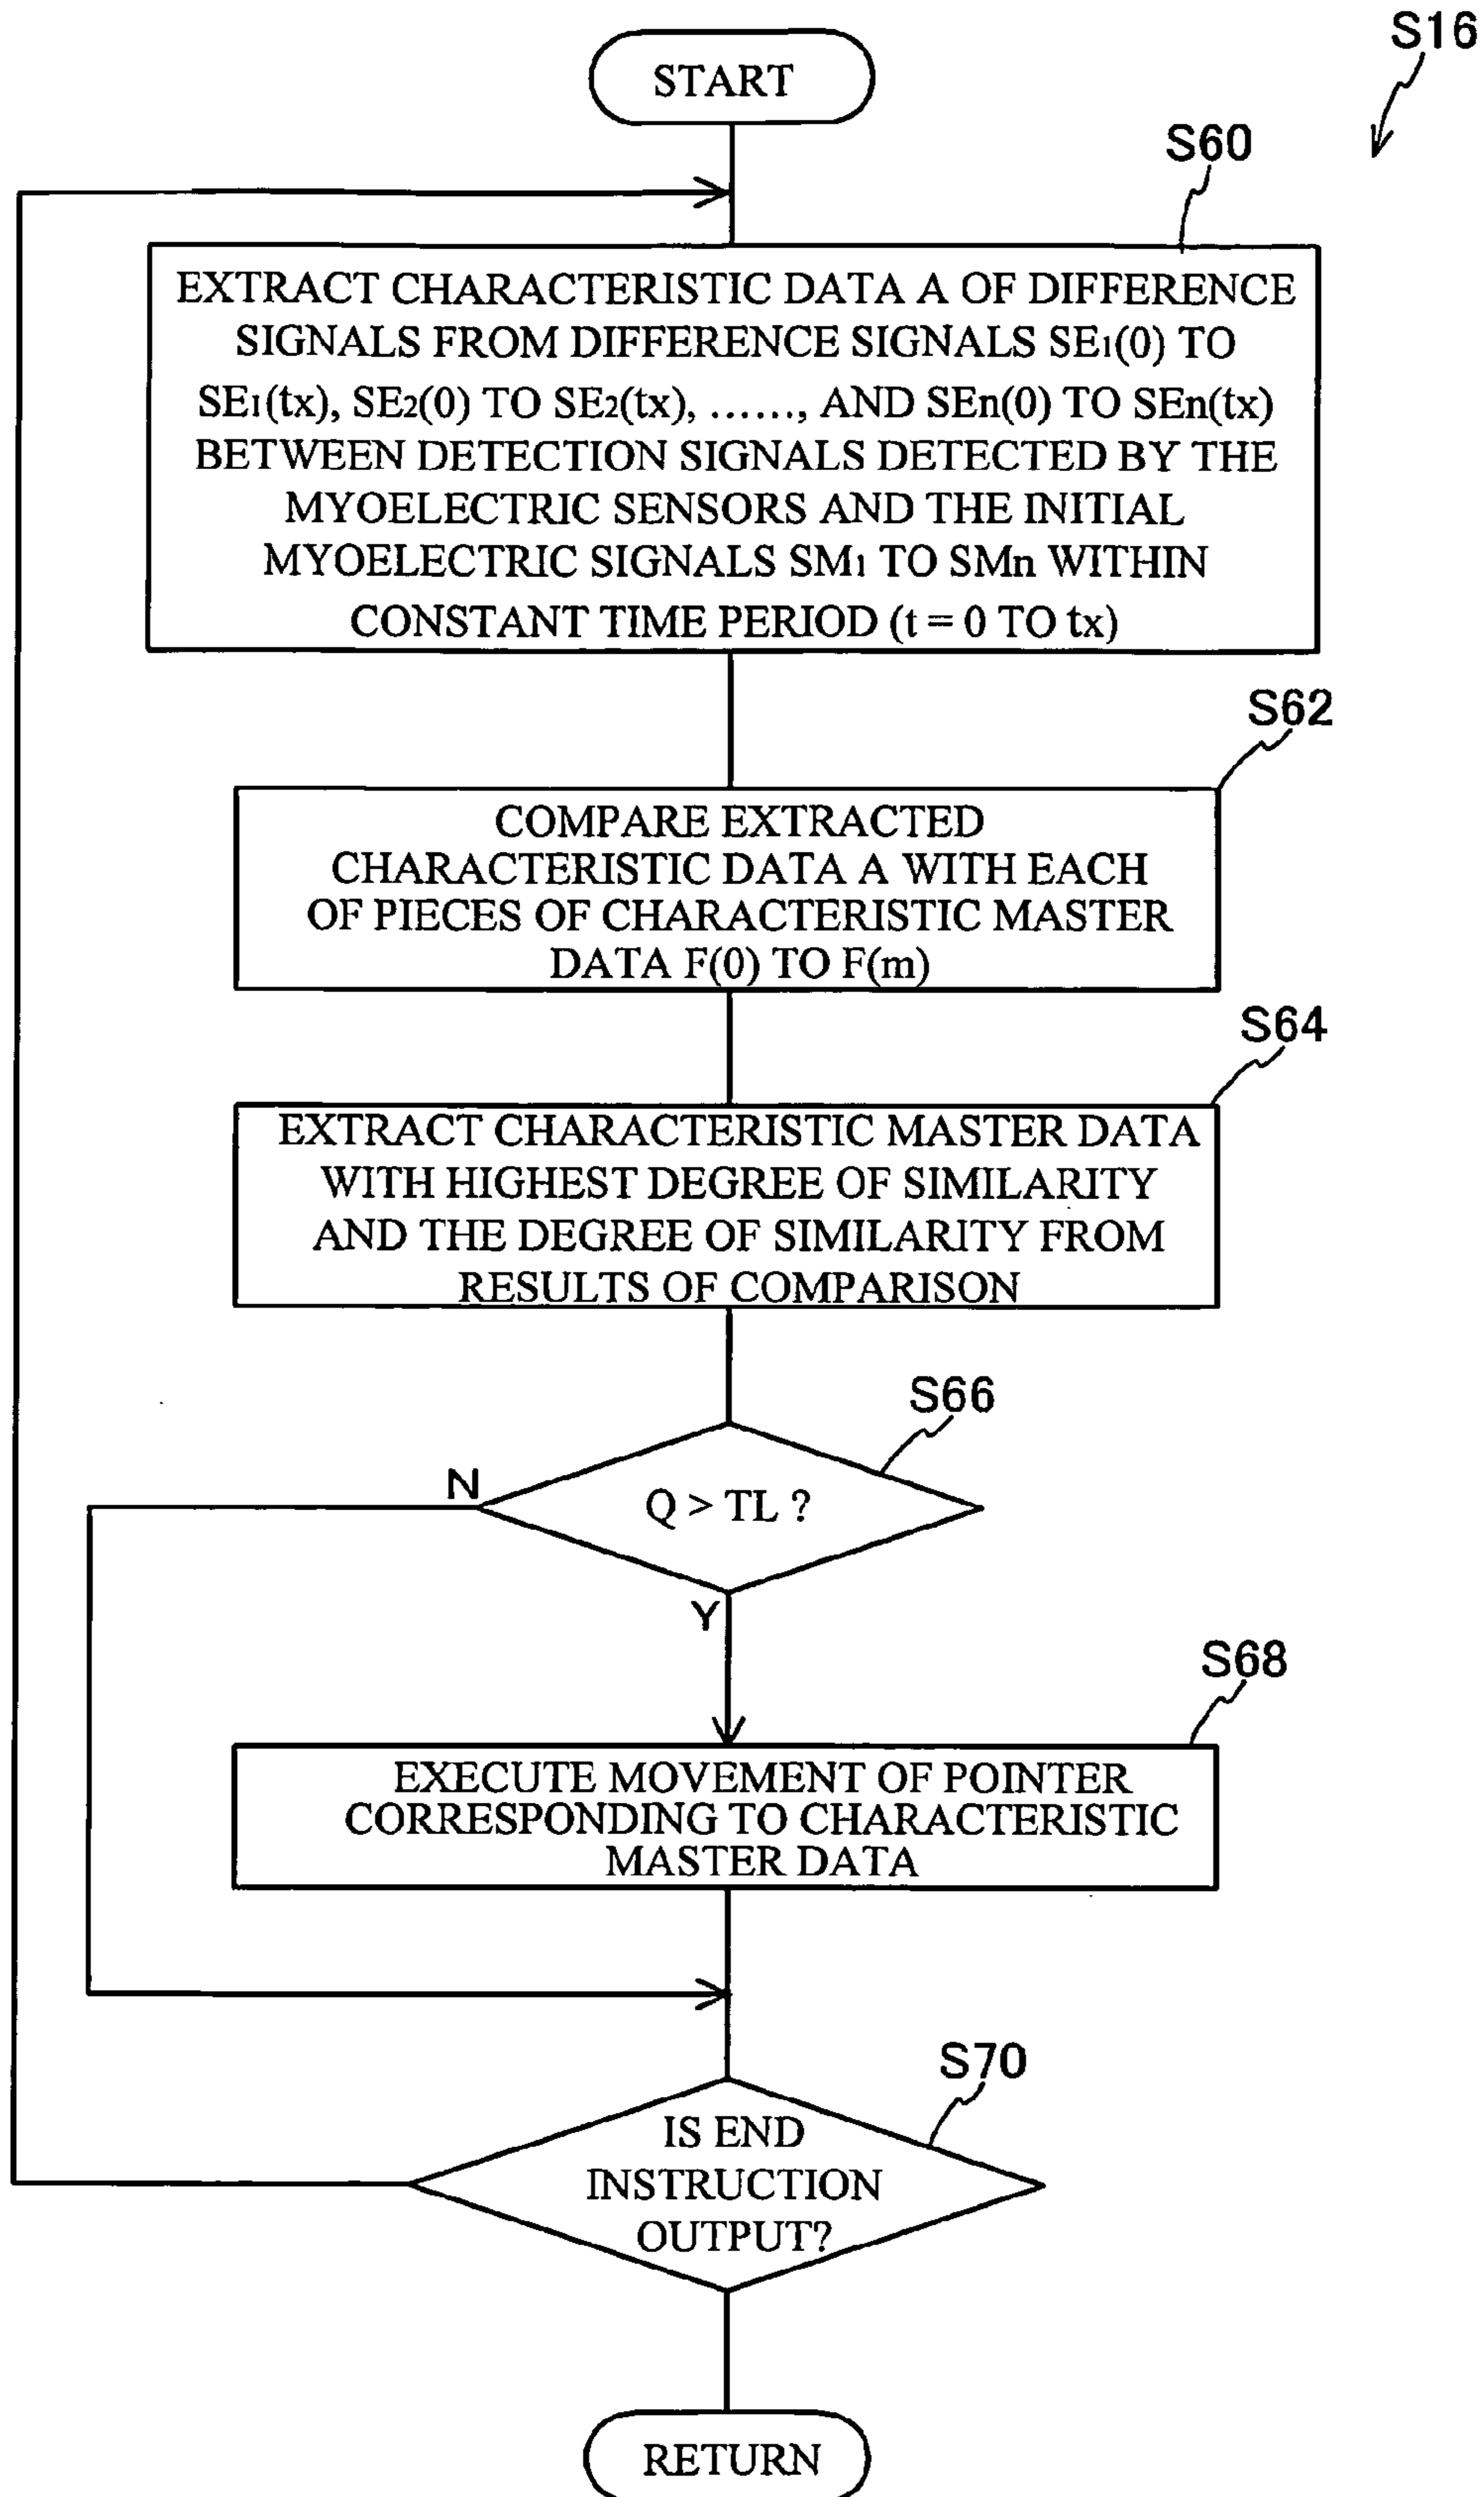 S16
START
S60
EXTRACT CHARACTERISTIC DATA A OF DIFFERENCE
SIGNALS FROM DIFFERENCE SIGNALS SE1(0) TO
SE1(tx), SE2(0) TO SE2(tx), ......, AND SEn(0) TO SEn(tx)
BETWEEN DETECTION SIGNALS DETECTED BY THE
MYOELECTRIC SENSORS AND THE INITIAL
MYOELECTRIC SIGNALS SM1 TO SMn WITHIN
CONSTANT TIME PERIOD (t = 0 TO tx)
S62
COMPARE EXTRACTED
CHARACTERISTIC DATA A WITH EACH
OF PIECES OF CHARACTERISTIC MASTER
DATA F(0) TO F(m)
S64
EXTRACT CHARACTERISTIC MASTER DATA
WITH HIGHEST DEGREE OF SIMILARITY
AND THE DEGREE OF SIMILARITY FROM
RESULTS OF COMPARISON
S66
N
Q > TL ?
Y
S68
EXECUTE MOVEMENT OF POINTER
CORRESPONDING TO CHARACTERISTIC
MASTER DATA
S70
IS END
INSTRUCTION
OUTPUT?
RETURN